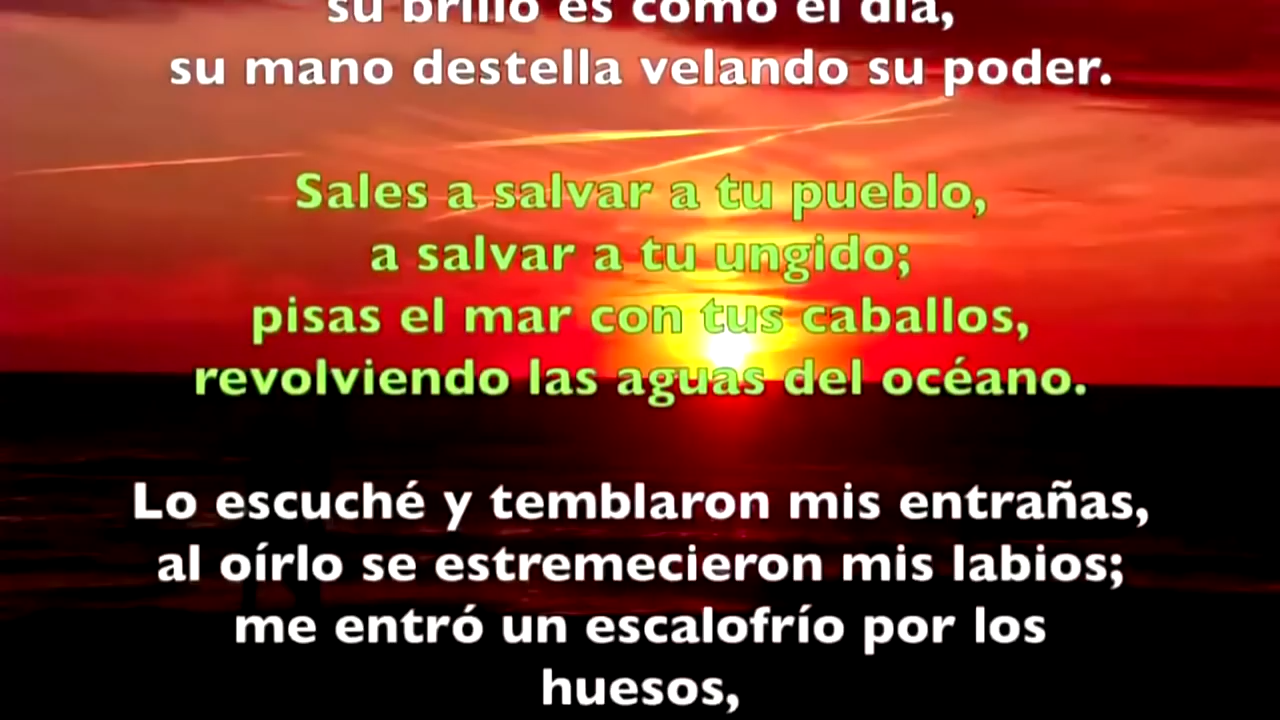 su brillo es como el día,
su mano destella velando su poder.
Sales a salvar a tu pueblo,
a salvar a tu ungido;
pisas el mar con tus caballos,
revolviendo las aguas del océano.
Lo escuché y temblaron mis entrañas,
al oírlo se estremecieron mis labios;
me entró un escalofrío por los
huesos,